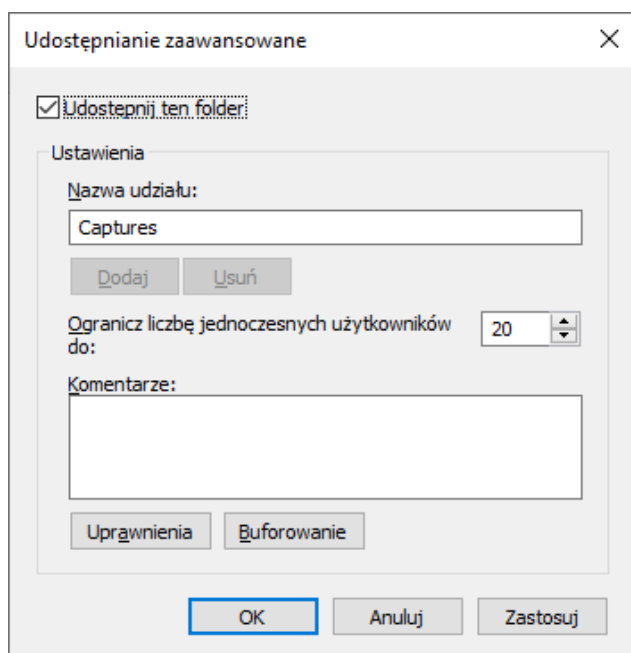 Udostępnianie zaawansowane
Udostępnij ten folder
Ustawienia
Nazwa udziału:
Captures
Dodaj
Usuń
Ogranicz liczbę jednoczesnych użytkowników
do:
20
Komentarze:
Uprawnienia
Buforowanie
OK
Anuluj
Zastosuj